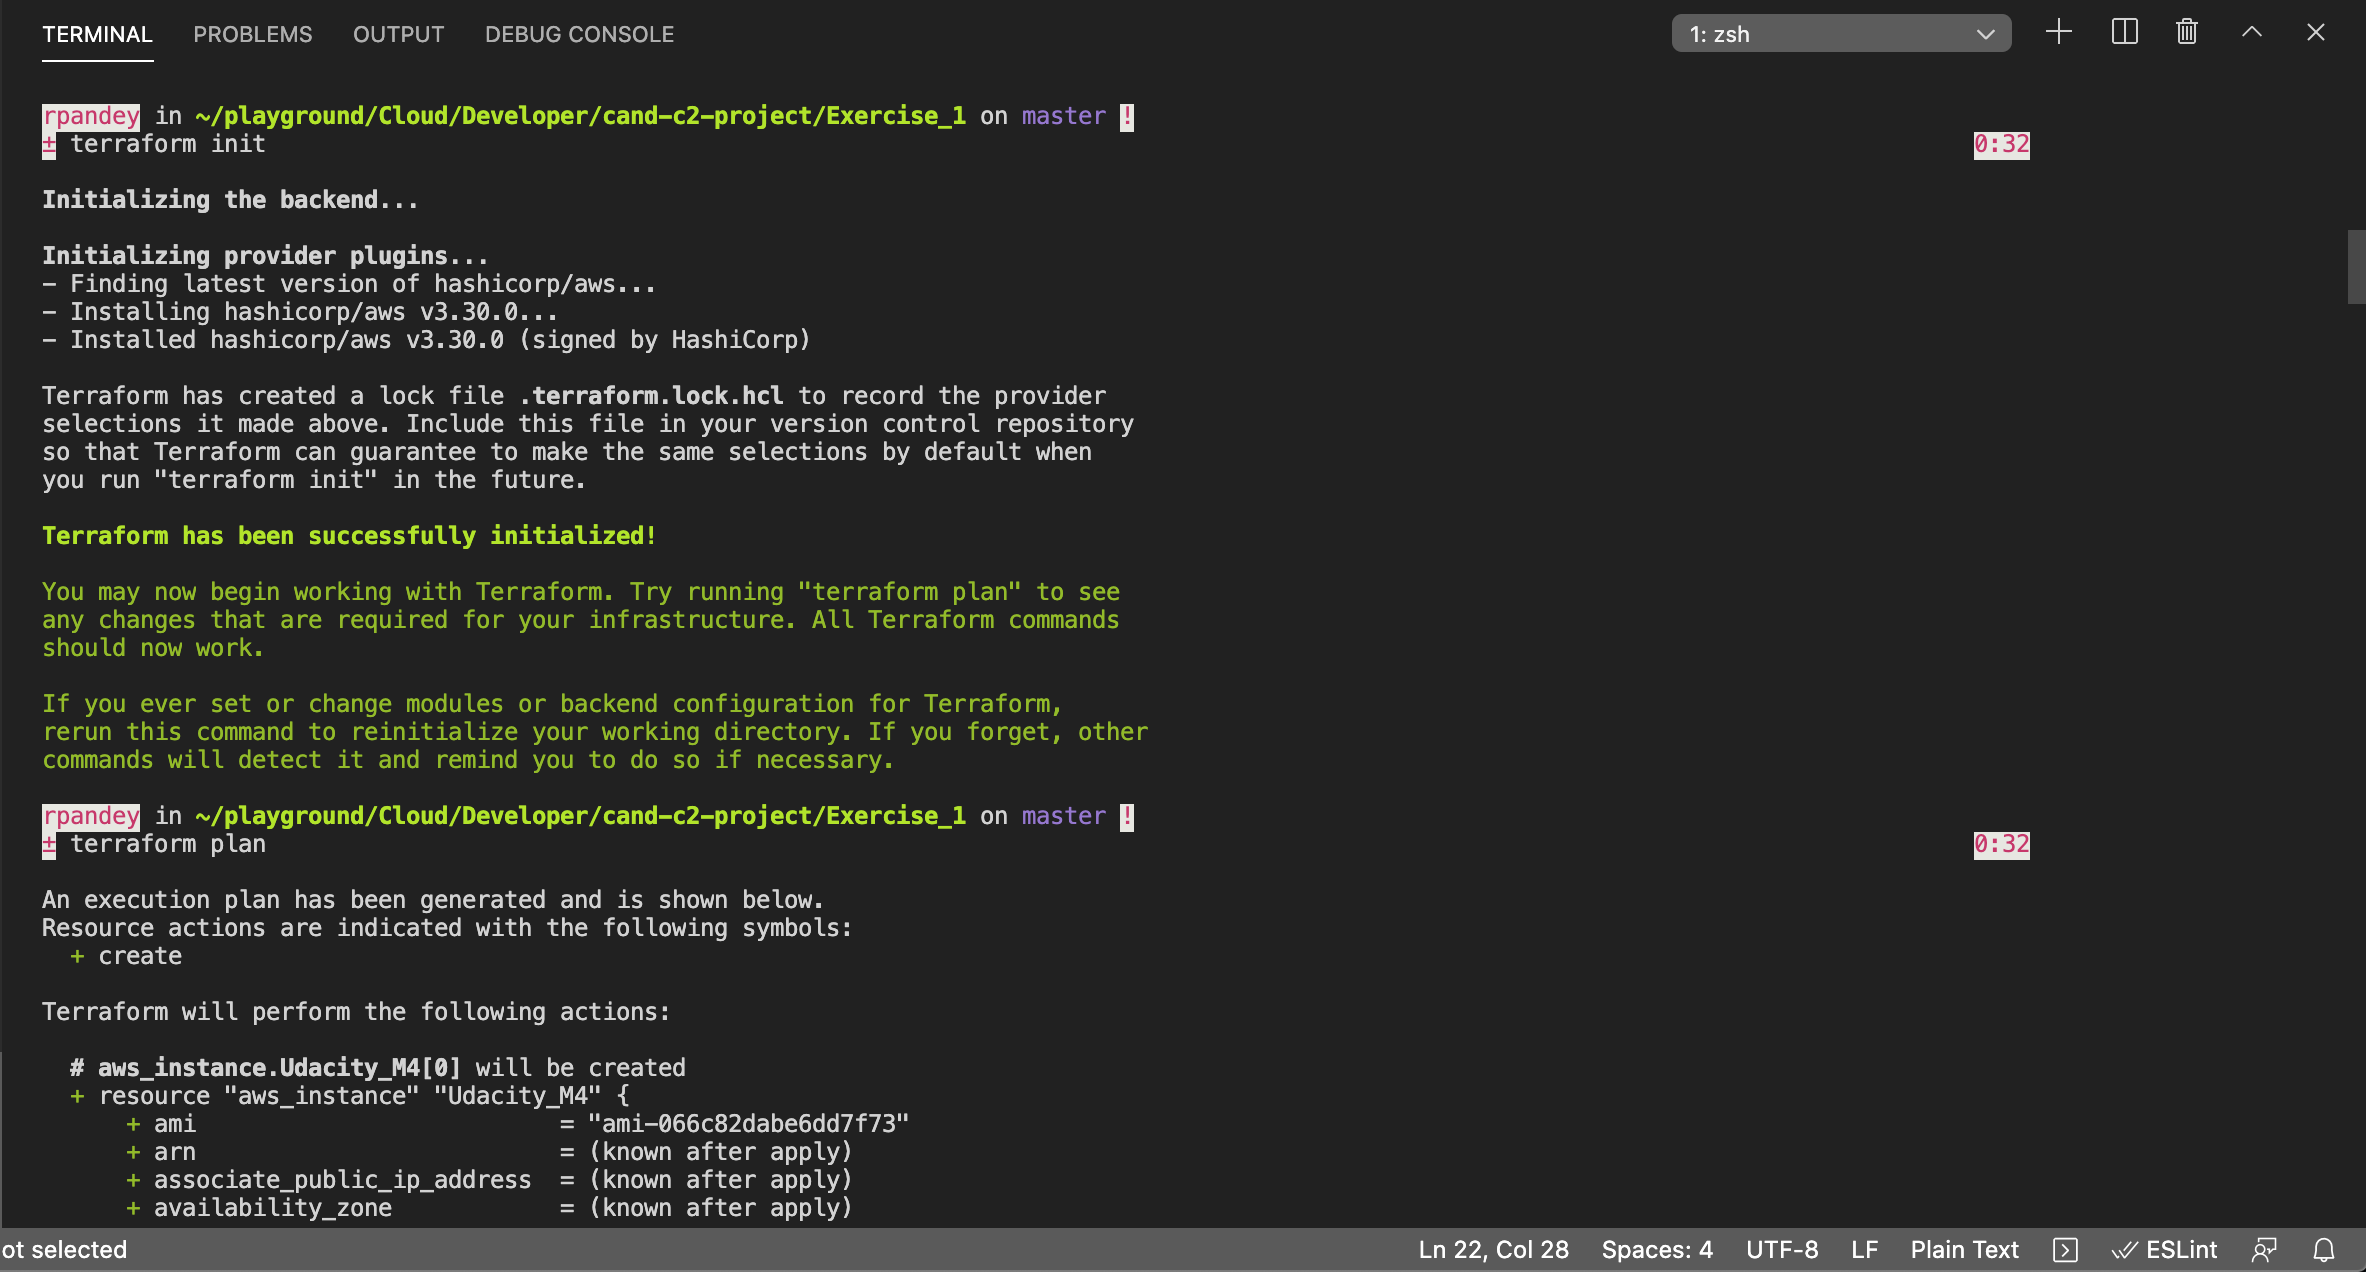 TERMINAL PROBLEMS OUTPUT DEBUG CONSOLE 1: zsh
rpandey in ~/playground/Cloud/Developer/cand-c2-project/Exercise_1 on master !
± terraform init 0:32
Initializing the backend...
Initializing provider plugins...
- Finding latest version of hashicorp/aws...
- Installing hashicorp/aws v3.30.0...
- Installed hashicorp/aws v3.30.0 (signed by HashiCorp)
Terraform has created a lock file .terraform.lock.hcl to record the provider
selections it made above. Include this file in your version control repository
so that Terraform can guarantee to make the same selections by default when
you run "terraform init" in the future.
Terraform has been successfully initialized!
You may now begin working with Terraform. Try running "terraform plan" to see
any changes that are required for your infrastructure. All Terraform commands
should now work.
If you ever set or change modules or backend configuration for Terraform,
rerun this command to reinitialize your working directory. If you forget, other
commands will detect it and remind you to do so if necessary.
rpandey in ~/playground/Cloud/Developer/cand-c2-project/Exercise_1 on master !
± terraform plan 0:32
An execution plan has been generated and is shown below.
Resource actions are indicated with the following symbols:
  + create
Terraform will perform the following actions:
  # aws_instance.Udacity_M4[0] will be created
  + resource "aws_instance" "Udacity_M4" {
      + ami                          = "ami-066c82dabe6dd7f73"
      + arn                          = (known after apply)
      + associate_public_ip_address  = (known after apply)
      + availability_zone            = (known after apply)
ot selected Ln 22, Col 28 Spaces: 4 UTF-8 LF Plain Text ESLint